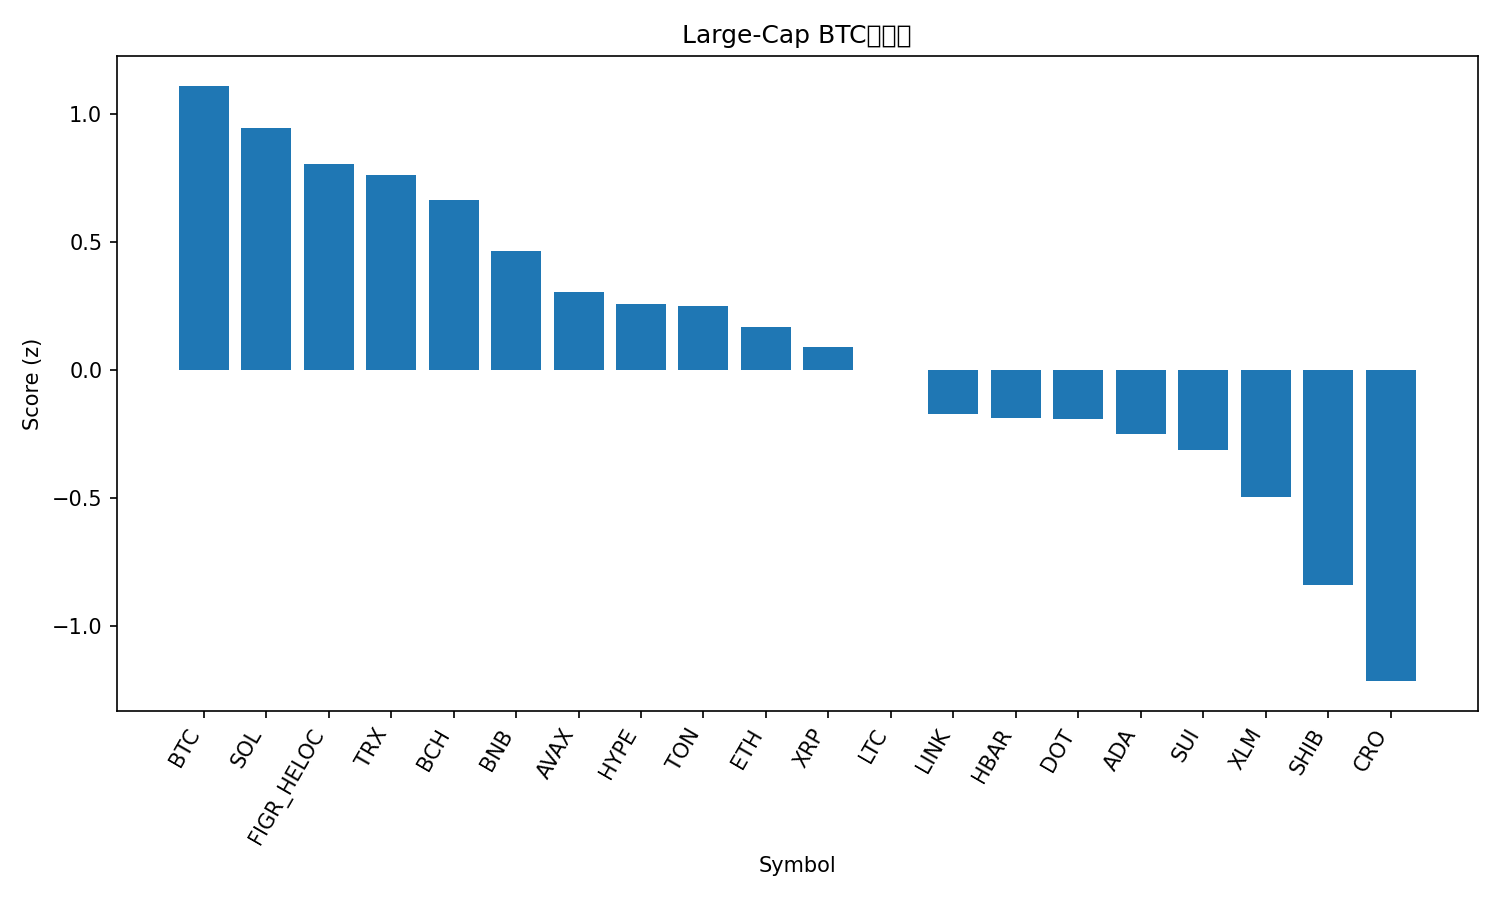 Large-Cap BTC
Score (z)
1.0
0.5
0.0
−0.5
−1.0
BTC
SOL
FIGR_HELOC
TRX
BCH
BNB
AVAX
HYPE
TON
ETH
XRP
LTC
LINK
HBAR
DOT
ADA
SUI
XLM
SHIB
CRO
Symbol